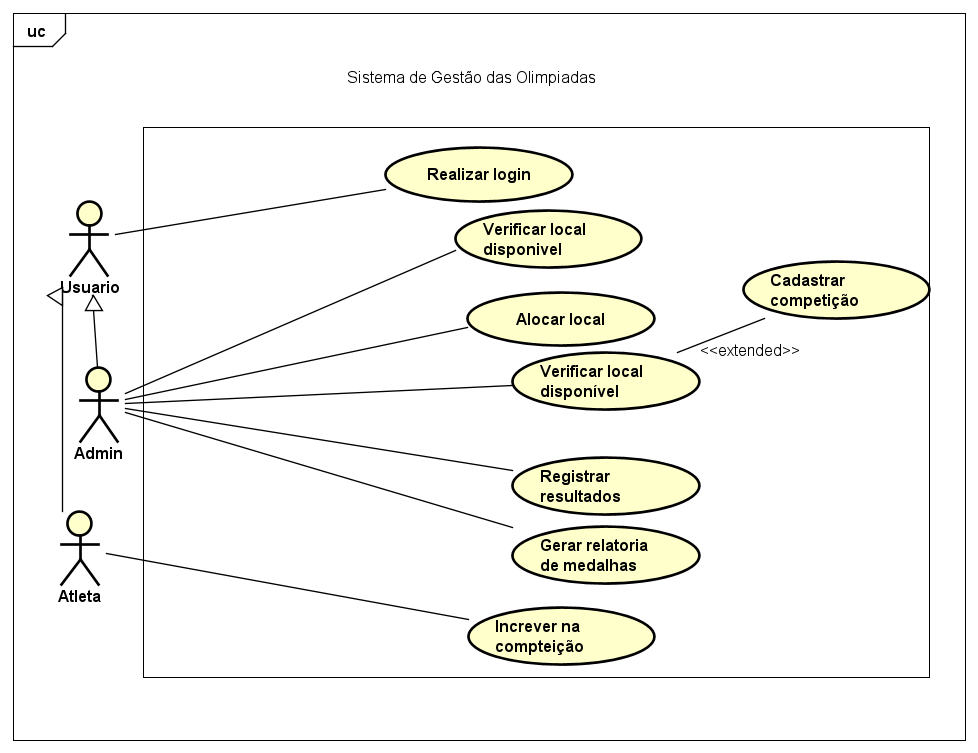 uc
Sistema de Gestão das Olimpiadas
Realizar login
Verificar local
disponivel
Usuario
Cadastrar
competição
Alocar local
<<extended>>
Verificar local
disponível
Admin
Registrar
resultados
Gerar relatoria
de medalhas
Atleta
Increver na
compteição